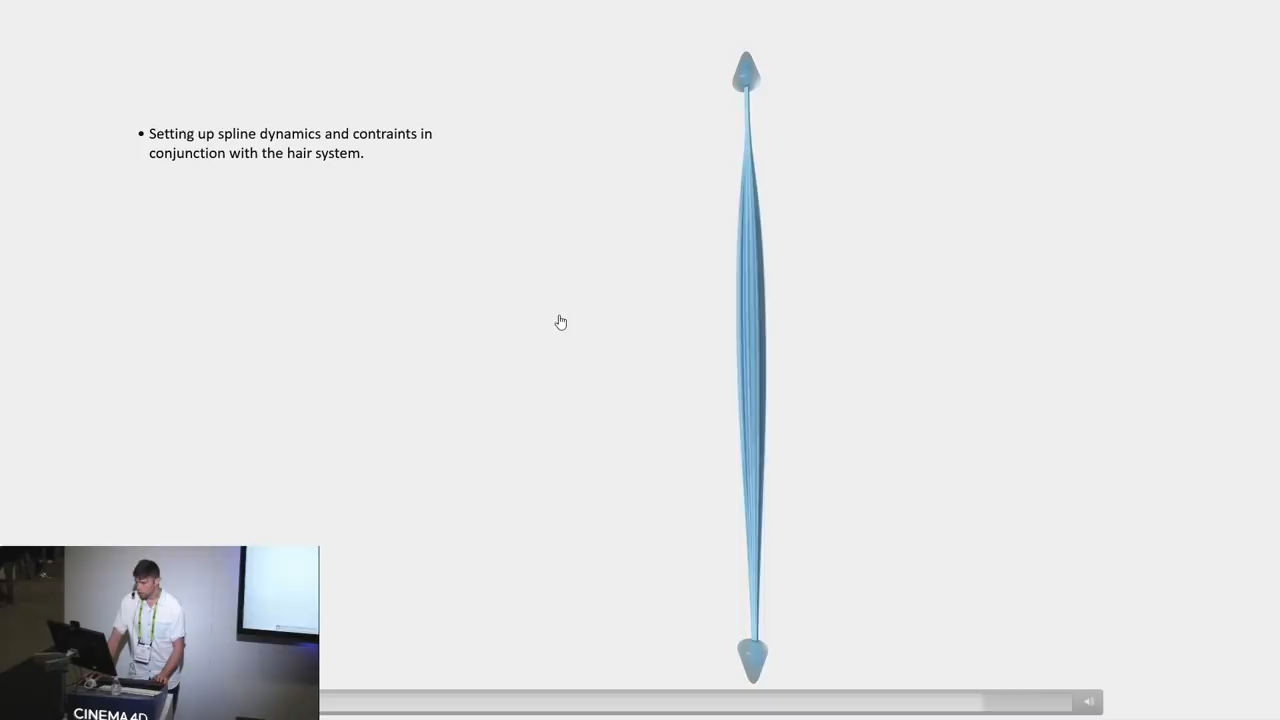 • Setting up spline dynamics and contraints in
conjunction with the hair system.
CINEMA 4D